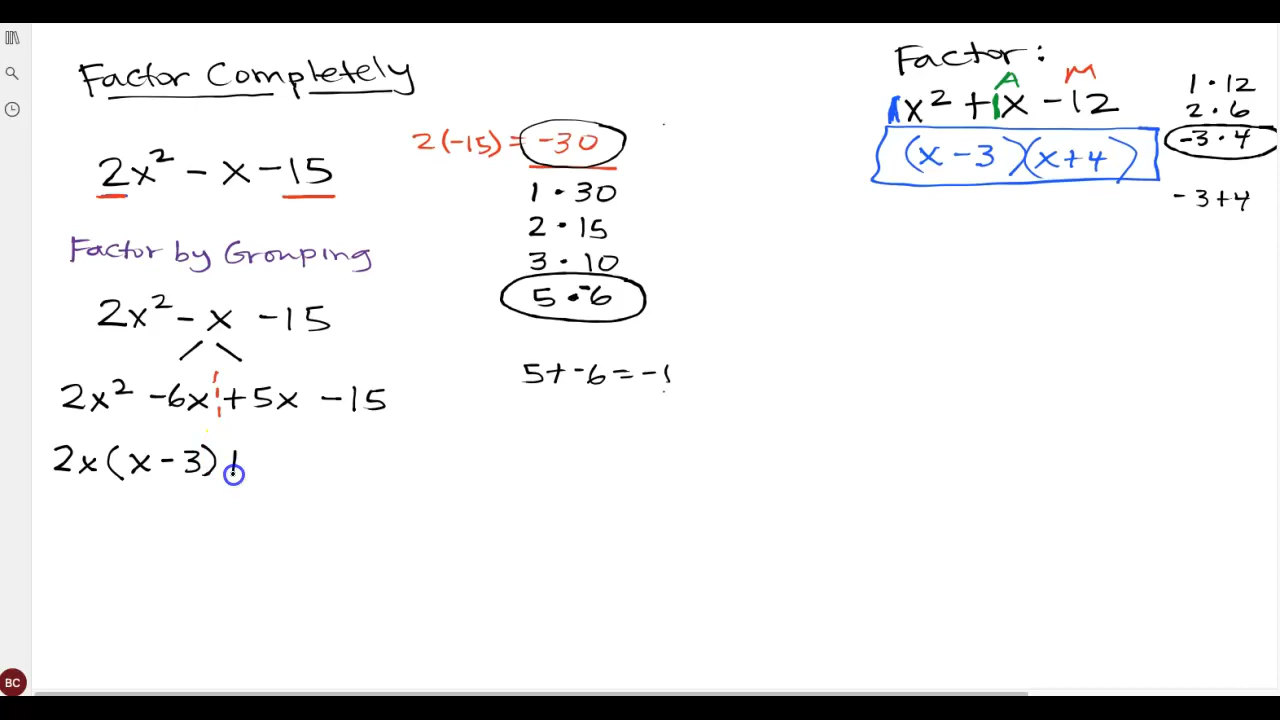 Factor Completely
2x² - x - 15
Factor by Grouping
2x² - x - 15
2x² - 6x + 5x - 15
2x(x - 3)
2(-15) = -30
1 · 30
2 · 15
3 · 10
5 · -6
5 + -6 = -1
Factor:
A M
1x² + 1x - 12
(x - 3)(x + 4)
1 · 12
2 · 6
-3 · 4
-3 + 4
BC